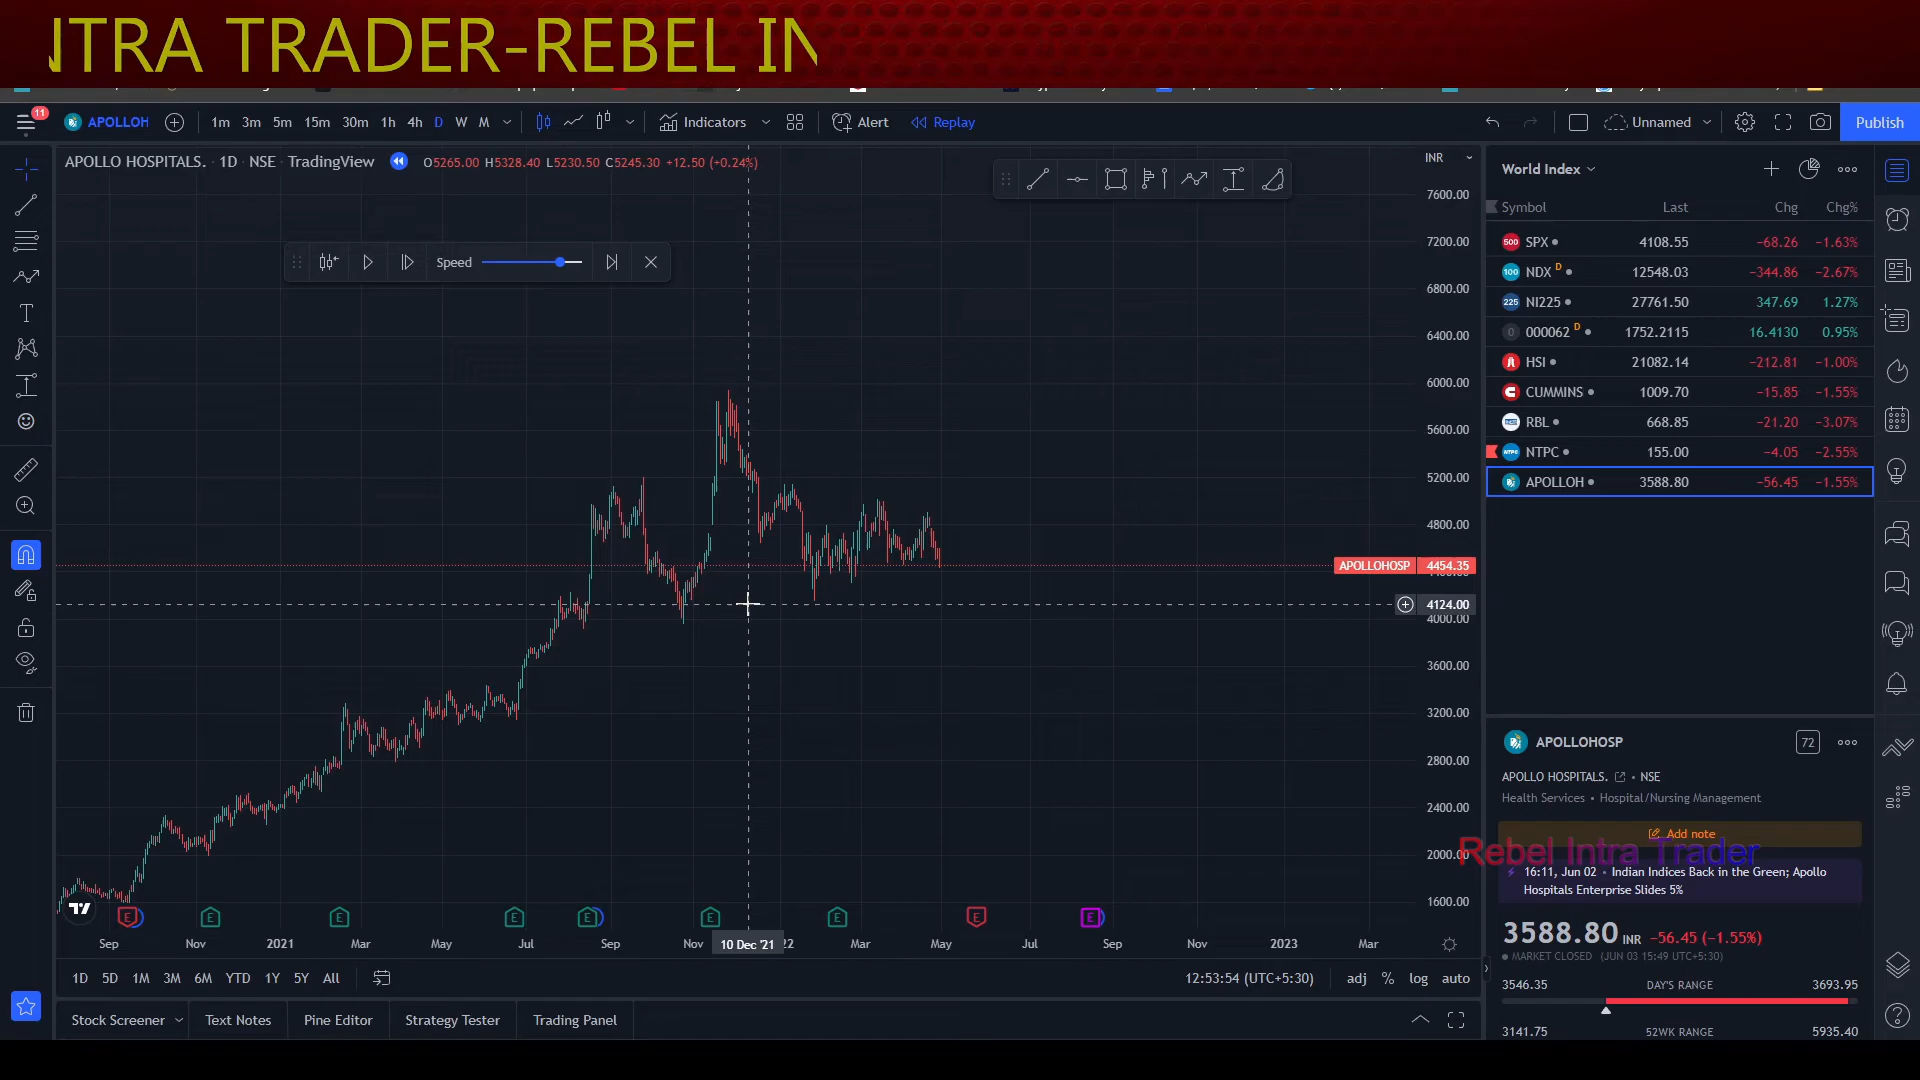 NTRA TRADER-REBEL IN
11
APOLLOH
1m 3m 5m 15m 30m 1h 4h D W M
Indicators
Alert
Replay
Unnamed
Publish
APOLLO HOSPITALS. · 1D · NSE · TradingView
O5265.00 H5328.40 L5230.50 C5245.30 +12.50 (+0.24%)
INR
Speed
7600.00
7200.00
6800.00
6400.00
6000.00
5600.00
5200.00
4800.00
APOLLOHOSP 4454.35
4124.00
4000.00
3600.00
3200.00
2800.00
2400.00
2000.00
1600.00
E E E E E E E E E
Sep Nov 2021 Mar May Jul Sep Nov 10 Dec '21 22 Mar May Jul Sep Nov 2023 Mar
1D 5D 1M 3M 6M YTD 1Y 5Y All
12:53:54 (UTC+5:30) adj % log auto
Stock Screener Text Notes Pine Editor Strategy Tester Trading Panel
World Index
Symbol Last Chg Chg%
500 SPX 4108.55 −68.26 −1.63%
100 NDX D 12548.03 −344.86 −2.67%
225 NI225 27761.50 347.69 1.27%
0 000062 D 1752.2115 16.4130 0.95%
HSI 21082.14 −212.81 −1.00%
CUMMINS 1009.70 −15.85 −1.55%
RBL 668.85 −21.20 −3.07%
NTPC 155.00 −4.05 −2.55%
APOLLOH 3588.80 −56.45 −1.55%
APOLLOHOSP
72
APOLLO HOSPITALS. • NSE
Health Services • Hospital/Nursing Management
Add note
Rebel Intra Trader
16:11, Jun 02 • Indian Indices Back in the Green; Apollo
Hospitals Enterprise Slides 5%
3588.80 INR −56.45 (−1.55%)
MARKET CLOSED (JUN 03 15:49 UTC+5:30)
3546.35 DAY'S RANGE 3693.95
3141.75 52WK RANGE 5935.40